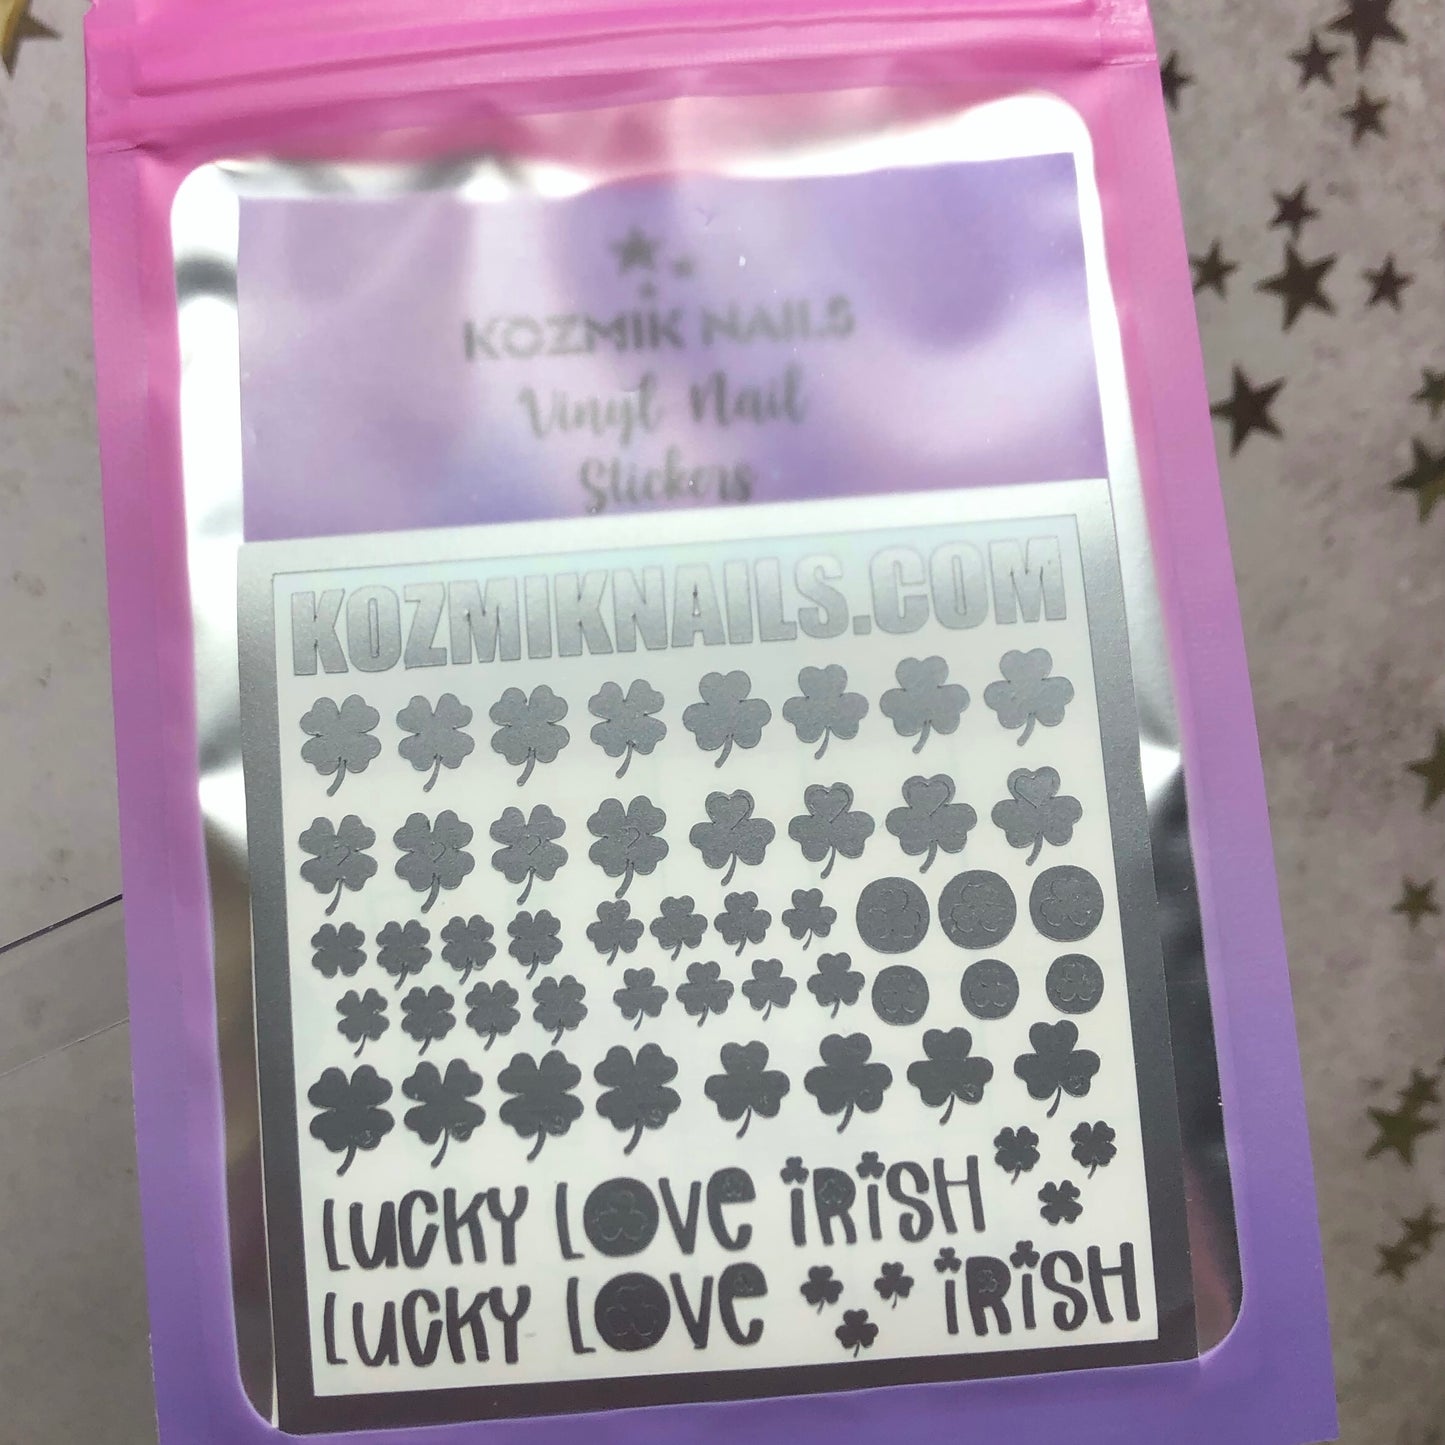 KOZMIK NAILS
Vinyl Nail
Stickers
KOZMIKNAILS.COM
LUCKY LOVE iRiSH
LUCKY LOVE iRiSH